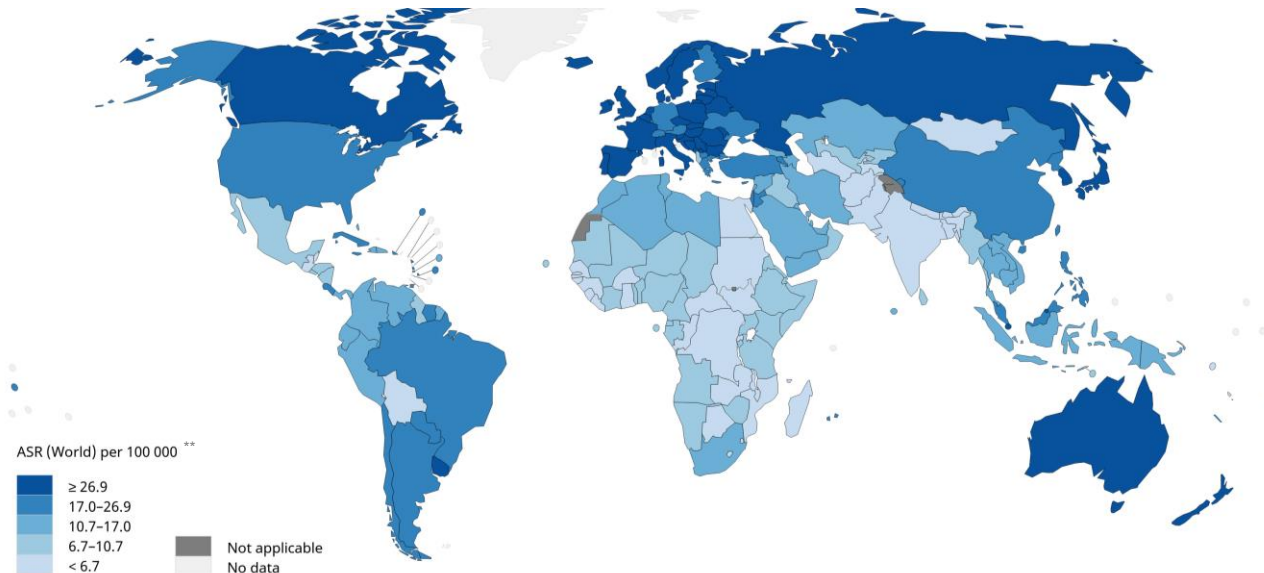 ASR (World) per 100 000 **
≥ 26.9
17.0–26.9
10.7–17.0
6.7–10.7
< 6.7
Not applicable
No data